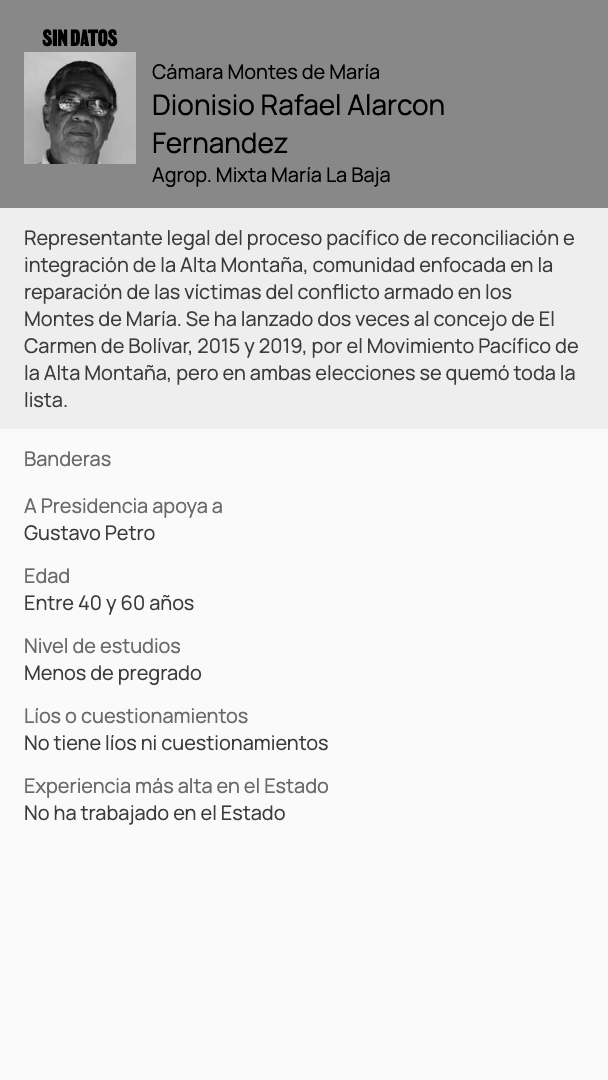 SIN DATOS
Cámara Montes de María
Dionisio Rafael Alarcon
Fernandez
Agrop. Mixta María La Baja
Representante legal del proceso pacífico de reconciliación e
integración de la Alta Montaña, comunidad enfocada en la
reparación de las víctimas del conflicto armado en los
Montes de María. Se ha lanzado dos veces al concejo de El
Carmen de Bolívar, 2015 y 2019, por el Movimiento Pacífico de
la Alta Montaña, pero en ambas elecciones se quemó toda la
lista.
Banderas
A Presidencia apoya a
Gustavo Petro
Edad
Entre 40 y 60 años
Nivel de estudios
Menos de pregrado
Líos o cuestionamientos
No tiene líos ni cuestionamientos
Experiencia más alta en el Estado
No ha trabajado en el Estado